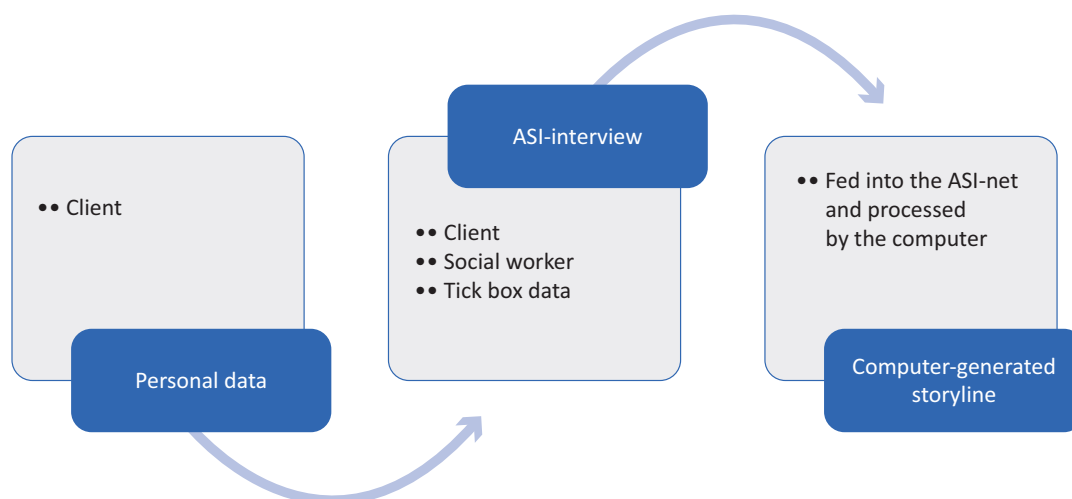 •• Client
Personal data
ASI-interview
•• Client
•• Social worker
•• Tick box data
•• Fed into the ASI-net
and processed
by the computer
Computer-generated
storyline